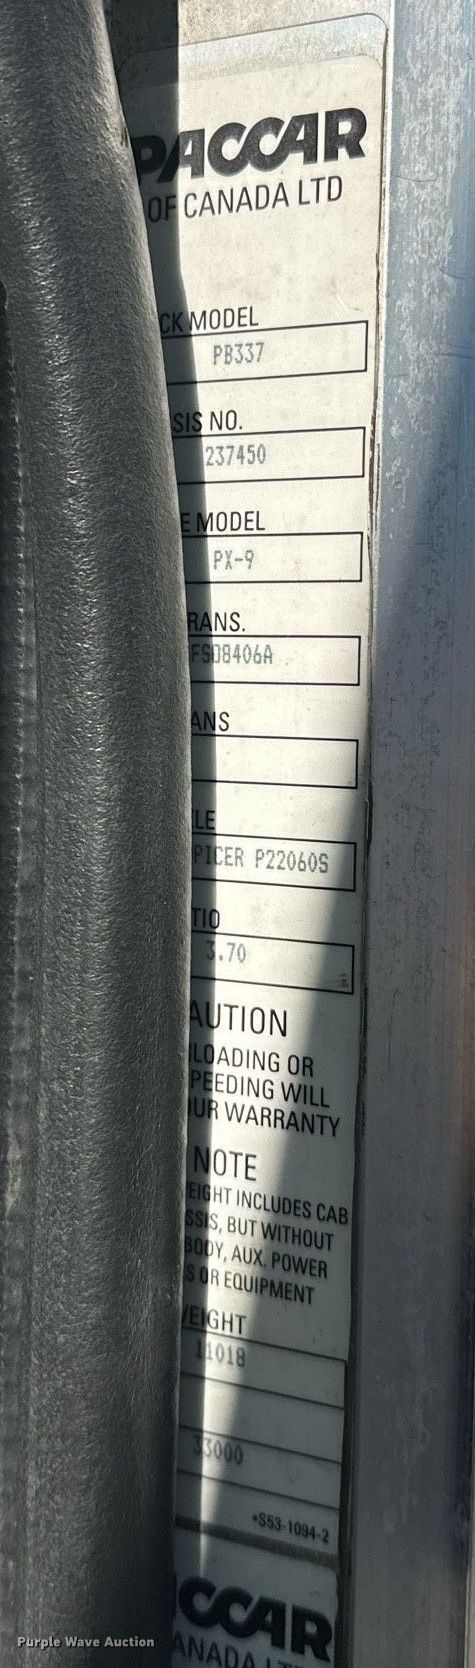 PACCAR
OF CANADA LTD
CK MODEL
PB337
SIS NO.
237450
E MODEL
PX-9
RANS.
FSO8406A
ANS
LE
PICER P22060S
TIO
3.70
AUTION
LOADING OR
PEEDING WILL
UR WARRANTY
NOTE
EIGHT INCLUDES CAB
SSIS, BUT WITHOUT
BODY, AUX. POWER
S OR EQUIPMENT
EIGHT
11018
33000
*S53-1094-2
CCAR
ANADA LT
Purple Wave Auction